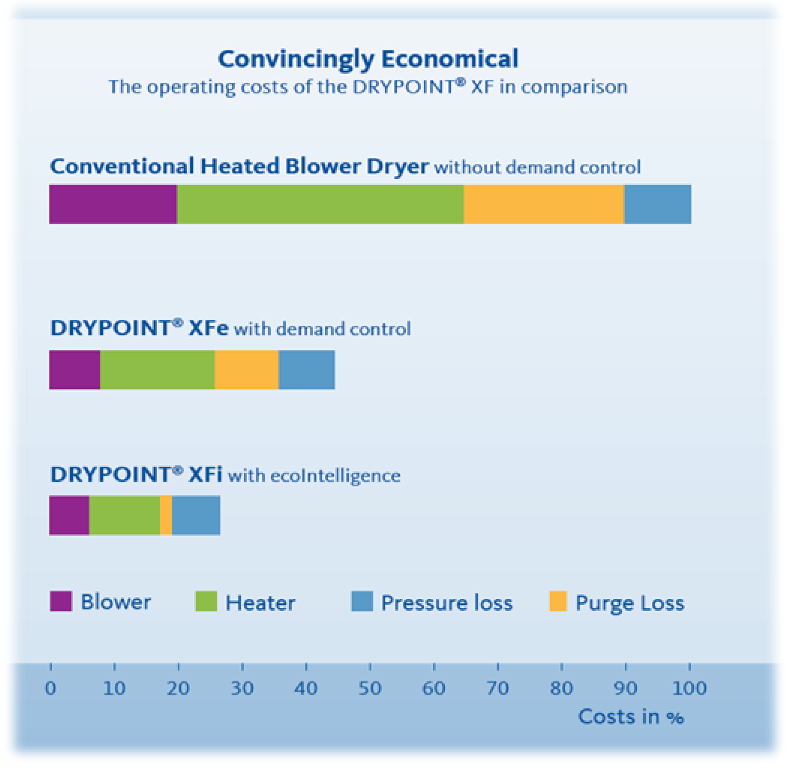 Convincingly Economical
The operating costs of the DRYPOINT® XF in comparison
Conventional Heated Blower Dryer without demand control
DRYPOINT® XFe with demand control
DRYPOINT® XFi with ecoIntelligence
Blower Heater Pressure loss Purge Loss
0 10 20 30 40 50 60 70 80 90 100
Costs in %